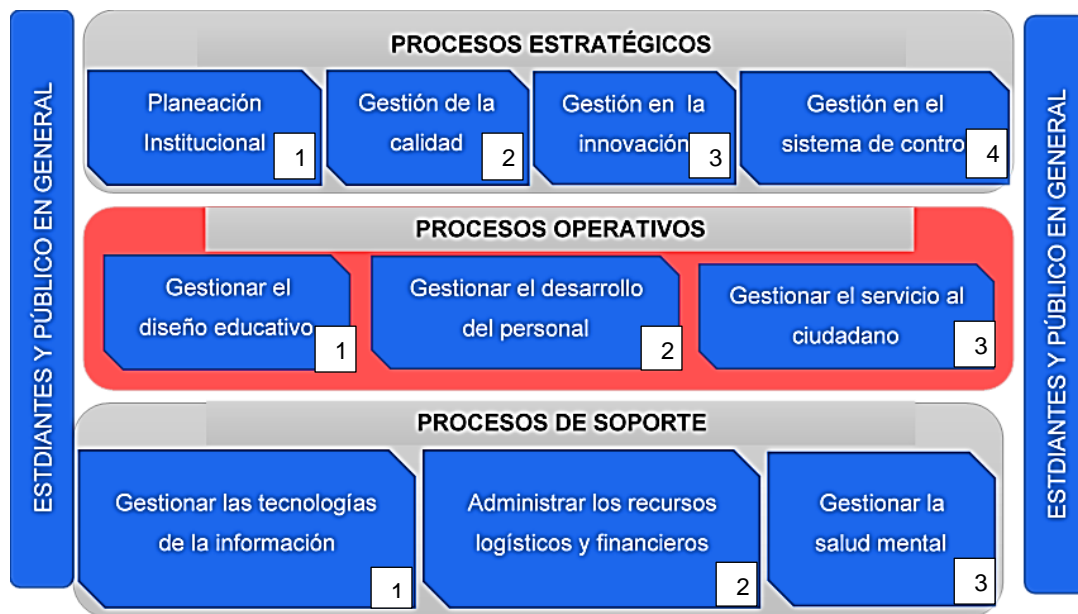 ESTDIANTES Y PÚBLICO EN GENERAL
PROCESOS ESTRATÉGICOS
Planeación
Institucional
1
Gestión de la
calidad
2
Gestión en la
innovación
3
Gestión en el
sistema de contro
4
PROCESOS OPERATIVOS
Gestionar el
diseño educativo
1
Gestionar el desarrollo
del personal
2
Gestionar el servicio al
ciudadano
3
PROCESOS DE SOPORTE
Gestionar las tecnologías
de la información
1
Administrar los recursos
logísticos y financieros
2
Gestionar la
salud mental
3
ESTDIANTES Y PÚBLICO EN GENERAL